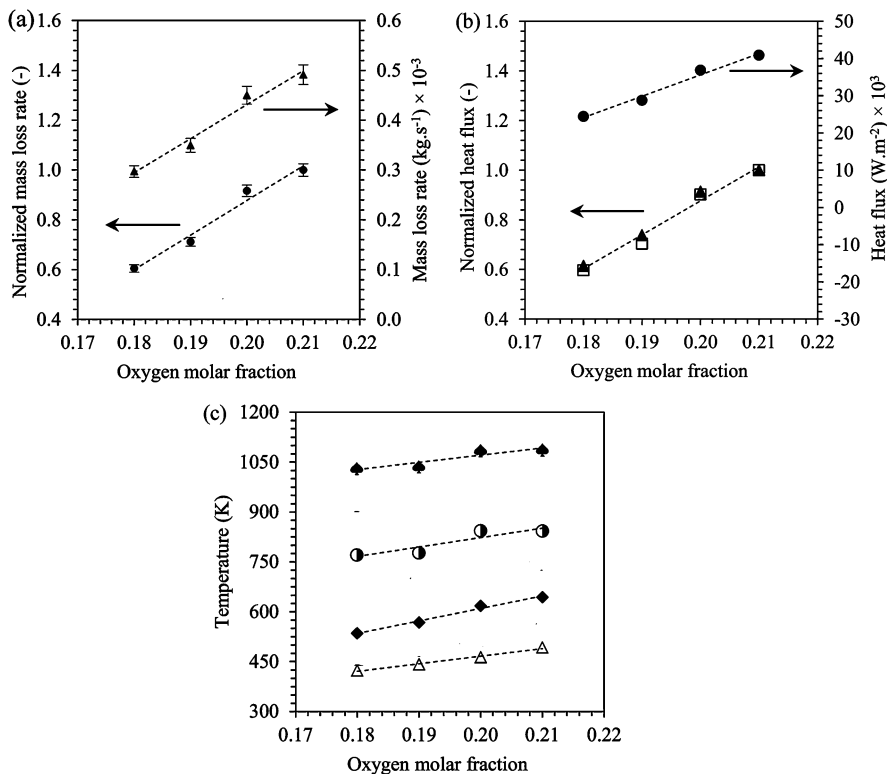 (a)
Normalized mass loss rate (-)
1.6
1.4
1.2
1.0
0.8
0.6
0.4
0.6
0.5
0.4
0.3
0.2
0.1
0.0
Mass loss rate (kg.s⁻¹) × 10⁻³
0.17 0.18 0.19 0.20 0.21 0.22
Oxygen molar fraction
(b)
Normalized heat flux (-)
1.6
1.4
1.2
1.0
0.8
0.6
0.4
50
40
30
20
10
0
-10
-20
-30
Heat flux (W.m⁻²) × 10³
0.17 0.18 0.19 0.20 0.21 0.22
Oxygen molar fraction
(c)
Temperature (K)
1200
1050
900
750
600
450
300
0.17 0.18 0.19 0.20 0.21 0.22
Oxygen molar fraction